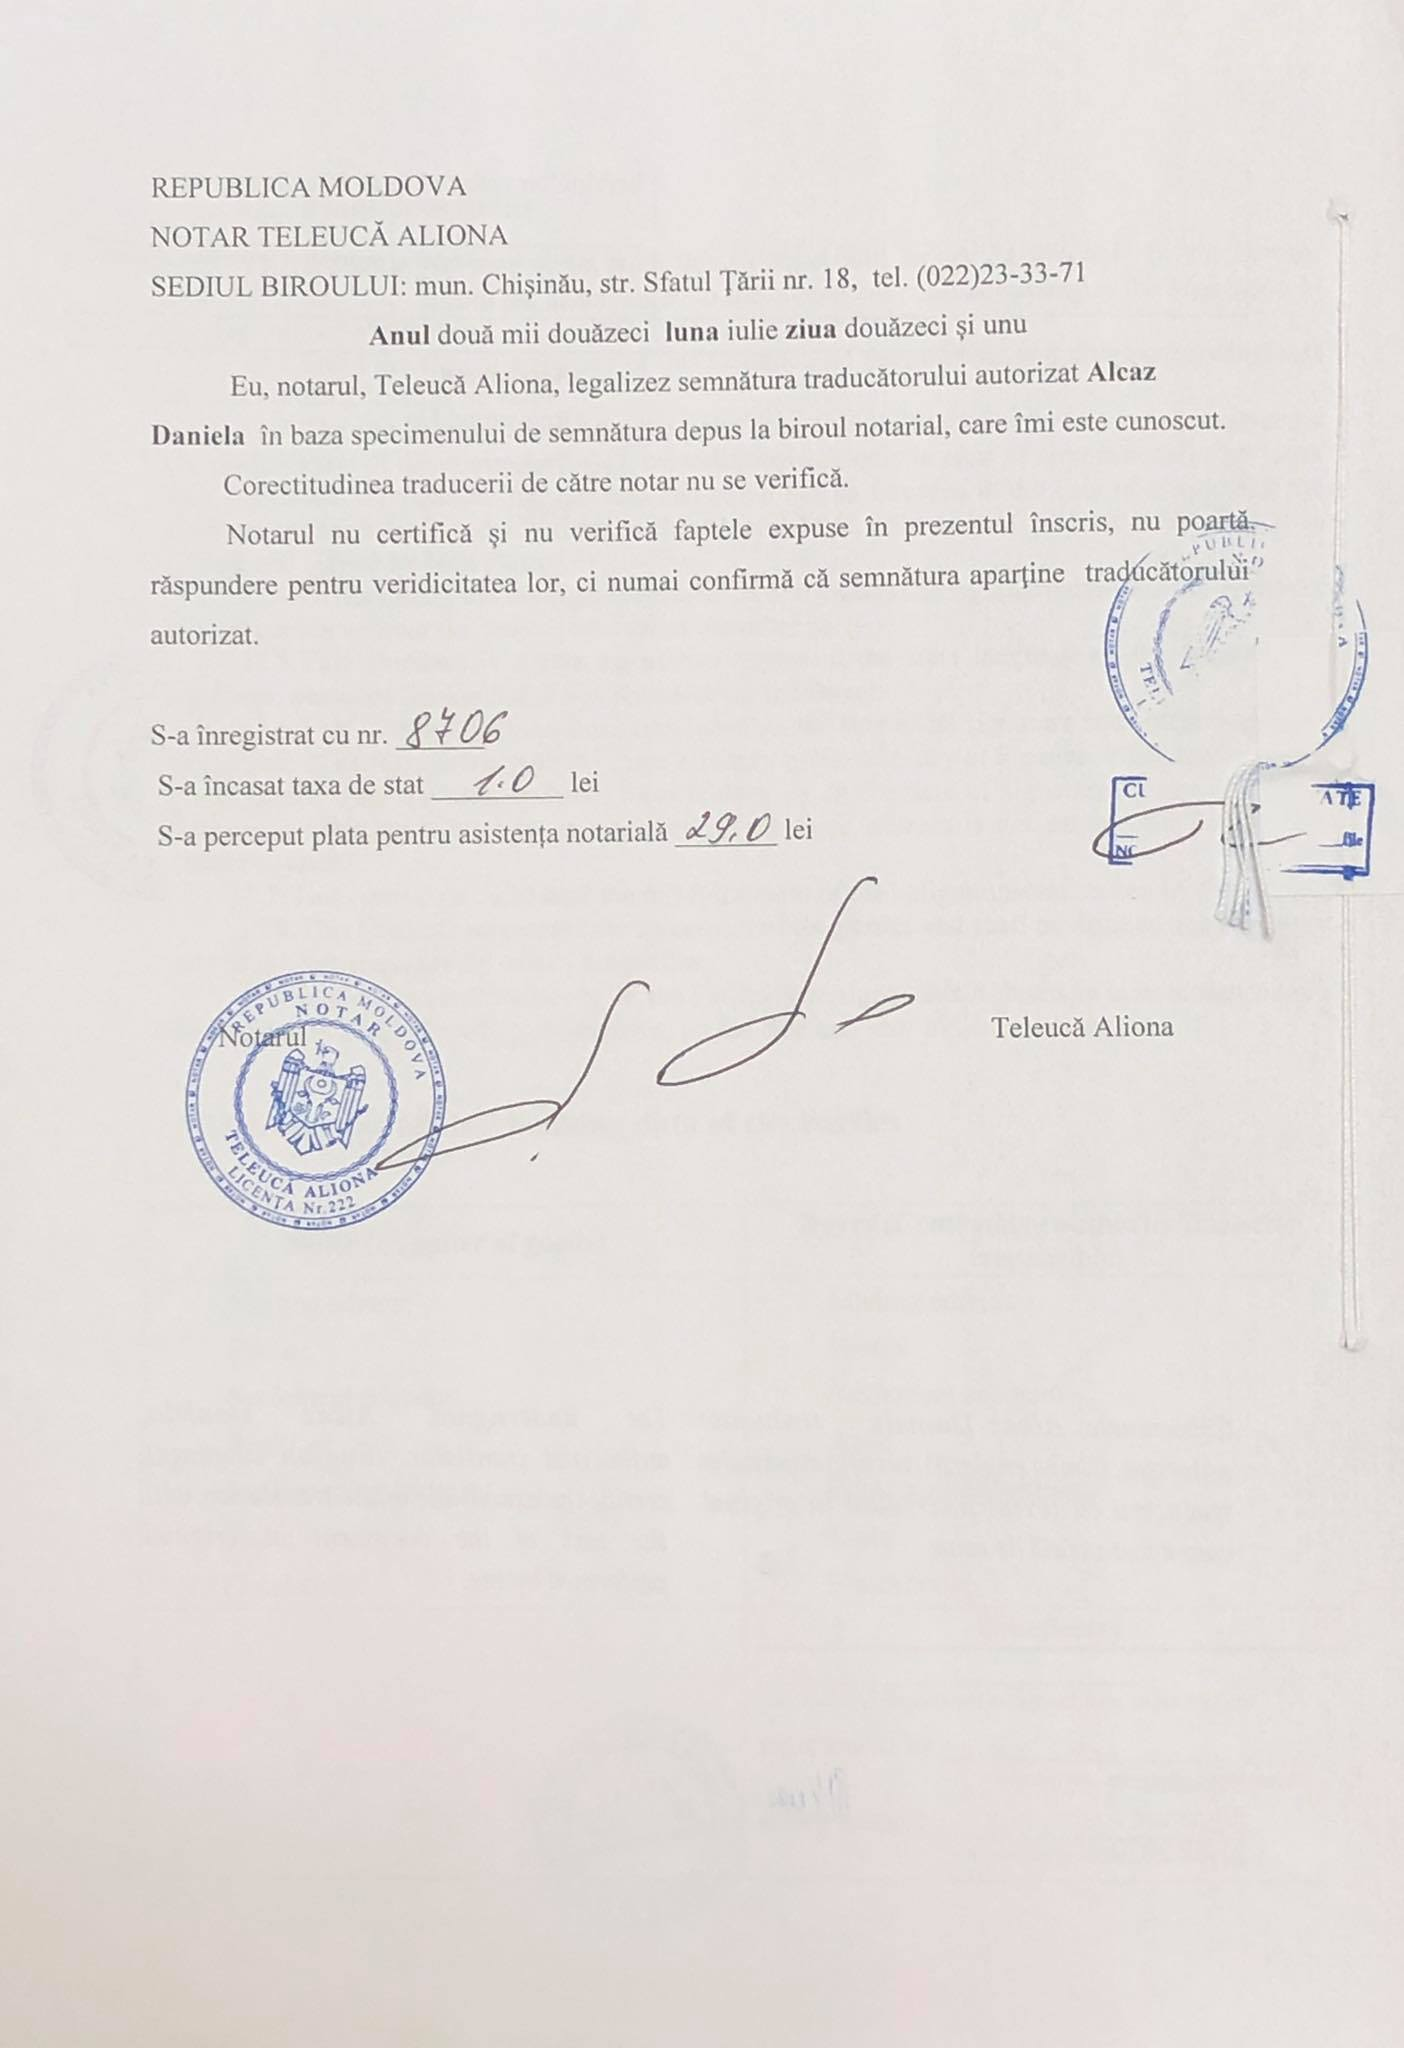 REPUBLICA MOLDOVA
NOTAR TELEUCĂ ALIONA
SEDIUL BIROULUI: mun. Chişinău, str. Sfatul Ţării nr. 18, tel. (022)23-33-71
Anul două mii douăzeci luna iulie ziua douăzeci şi unu
Eu, notarul, Teleucă Aliona, legalizez semnătura traducătorului autorizat Alcaz
Daniela în baza specimenului de semnătura depus la biroul notarial, care îmi este cunoscut.
Corectitudinea traducerii de către notar nu se verifică.
Notarul nu certifică şi nu verifică faptele expuse în prezentul înscris, nu poartă
răspundere pentru veridicitatea lor, ci numai confirmă că semnătura aparţine traducătorului
autorizat.
S-a înregistrat cu nr. 8706
S-a încasat taxa de stat 1.0 lei
S-a perceput plata pentru asistenţa notarială 29.0 lei
Notarul
Teleucă Aliona
REPUBLICA MOLDOVA
NOTAR
TELEUCĂ ALIONA
LICENŢA Nr.222